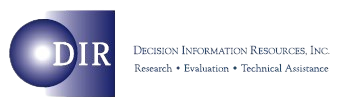 DIR
DECISION INFORMATION RESOURCES, INC.
Research • Evaluation • Technical Assistance